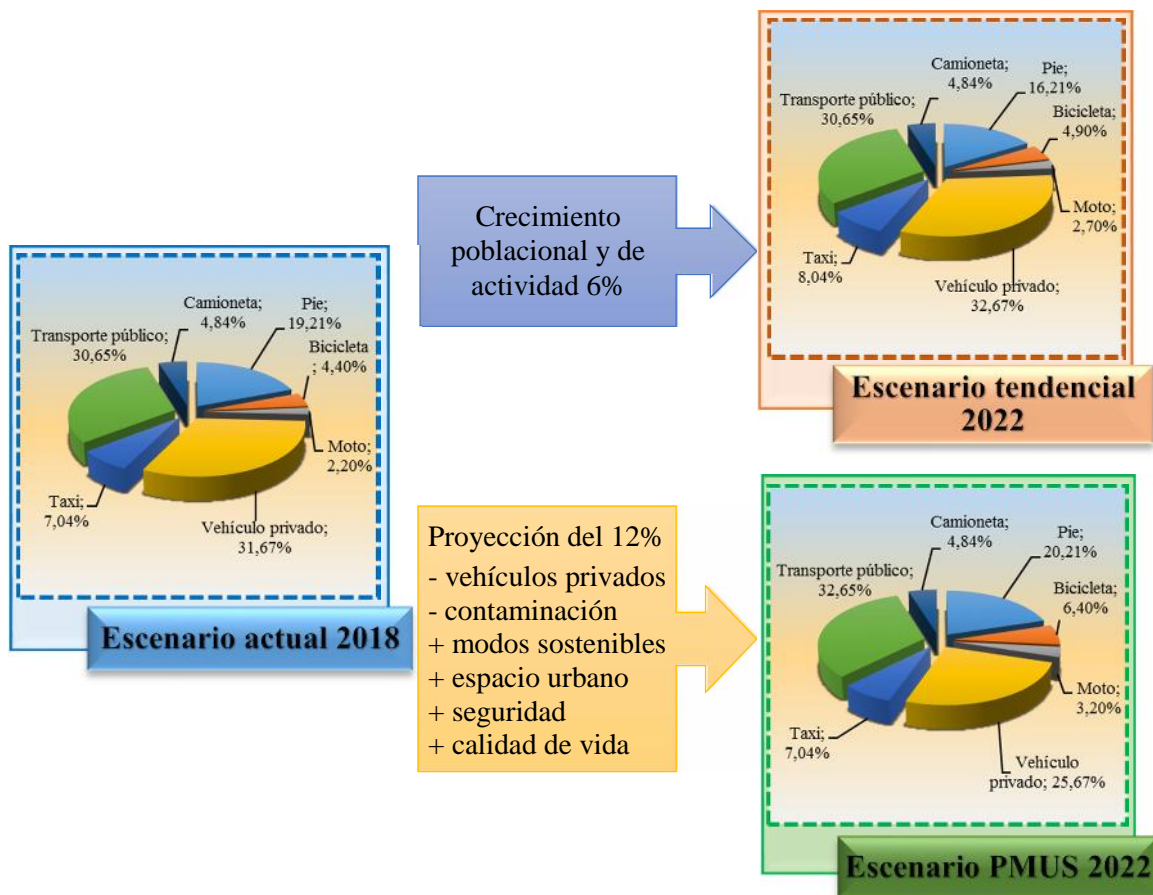 Camioneta;
4,84%
Pie;
19,21%
Transporte público;
30,65%
Bicicleta
; 4,40%
Moto;
2,20%
Taxi;
7,04%
Vehículo privado;
31,67%
Escenario actual 2018
Crecimiento
poblacional y de
actividad 6%
Camioneta;
4,84%
Pie;
16,21%
Transporte público;
30,65%
Bicicleta;
4,90%
Moto;
2,70%
Taxi;
8,04%
Vehículo privado;
32,67%
Escenario tendencial
2022
Proyección del 12%
- vehículos privados
- contaminación
+ modos sostenibles
+ espacio urbano
+ seguridad
+ calidad de vida
Camioneta;
4,84%
Pie;
20,21%
Transporte público;
32,65%
Bicicleta;
6,40%
Moto;
3,20%
Taxi;
7,04%
Vehículo
privado; 25,67%
Escenario PMUS 2022